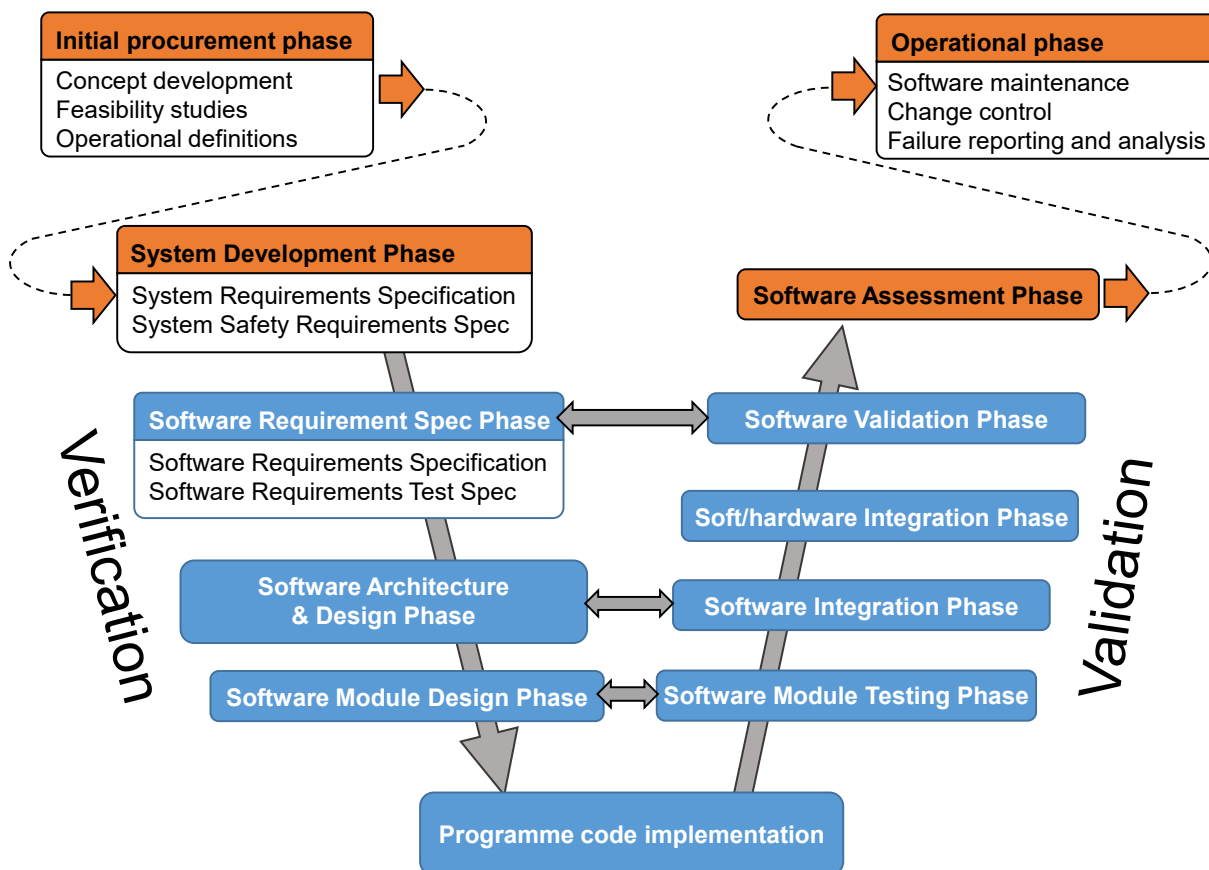 Initial procurement phase
Concept development
Feasibility studies
Operational definitions
Operational phase
Software maintenance
Change control
Failure reporting and analysis
System Development Phase
System Requirements Specification
System Safety Requirements Spec
Software Assessment Phase
Software Requirement Spec Phase
Software Requirements Specification
Software Requirements Test Spec
Software Validation Phase
Verification
Validation
Soft/hardware Integration Phase
Software Architecture
& Design Phase
Software Integration Phase
Software Module Design Phase
Software Module Testing Phase
Programme code implementation